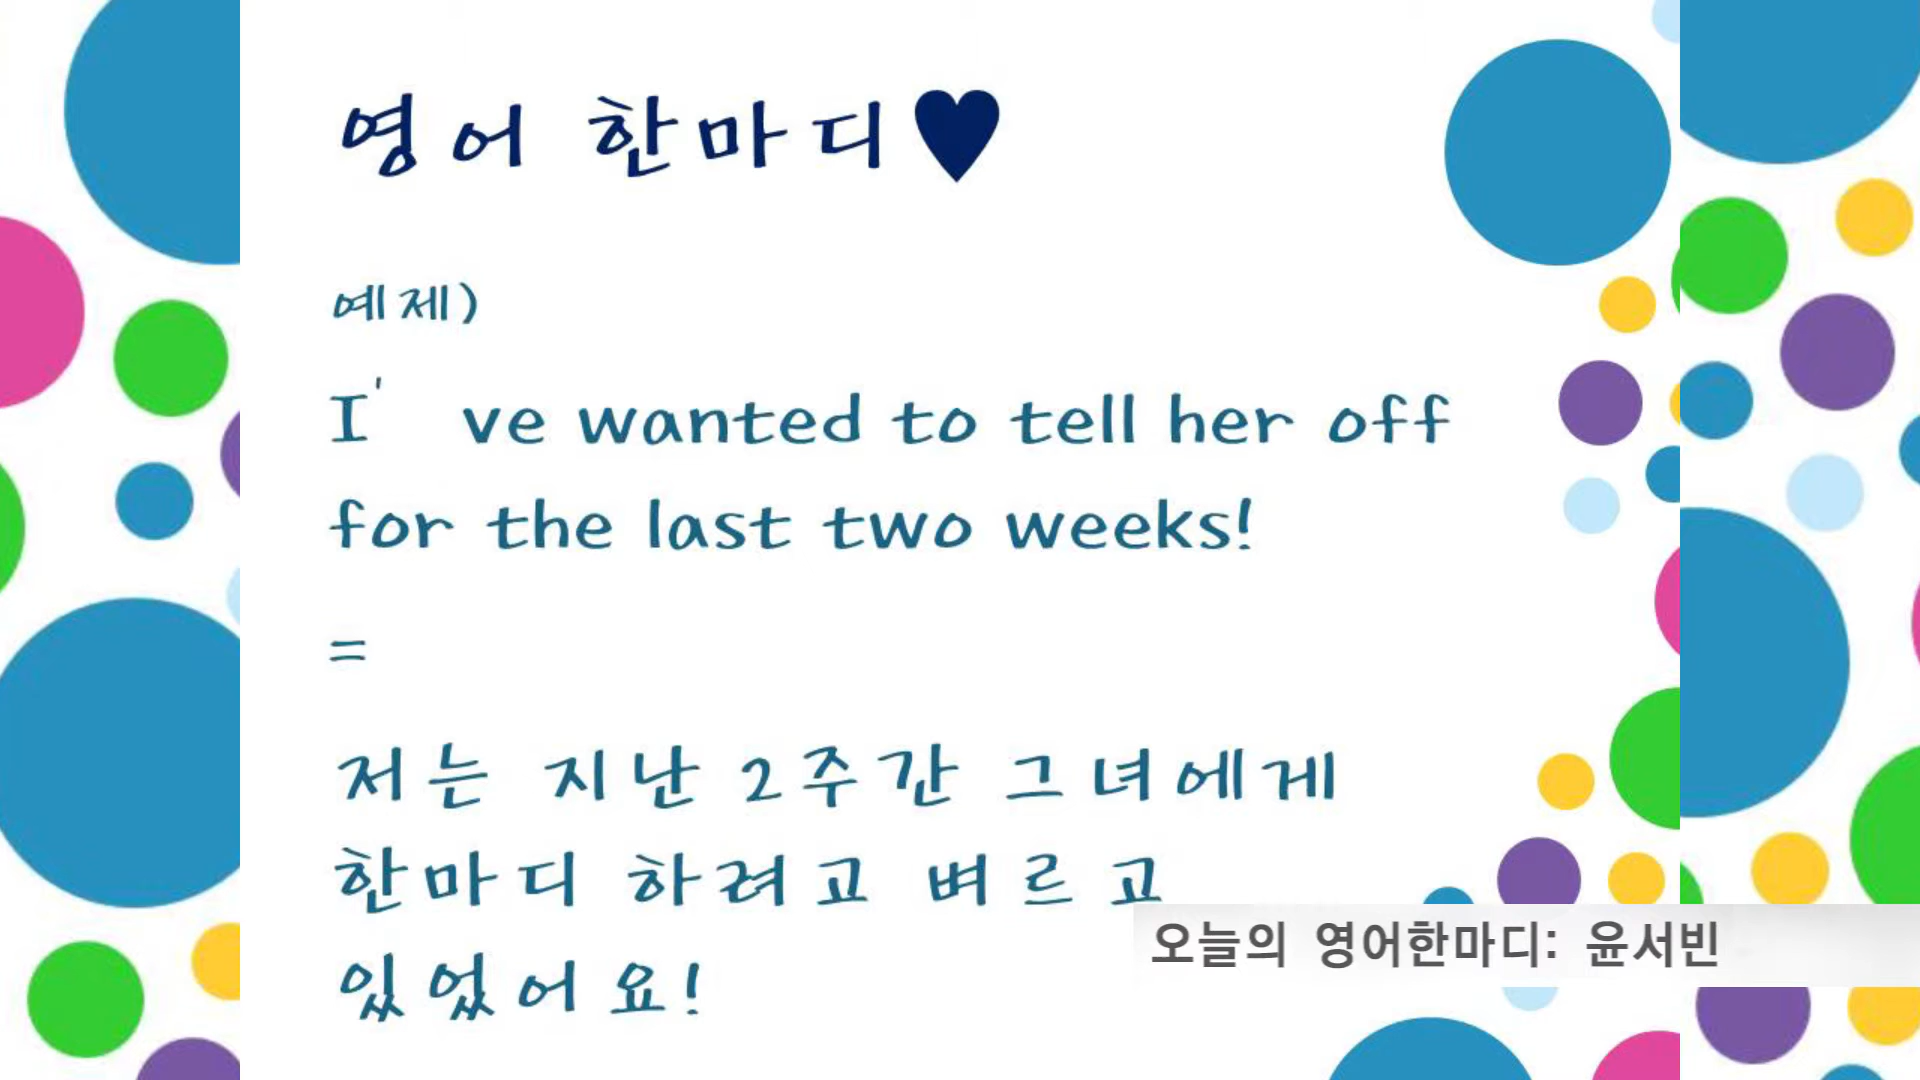 영어 한마디♥
예제)
I' ve wanted to tell her off
for the last two weeks!
=
저는 지난 2주간 그녀에게
한마디 하려고 벼르고
있었어요!
오늘의 영어한마디: 윤서빈